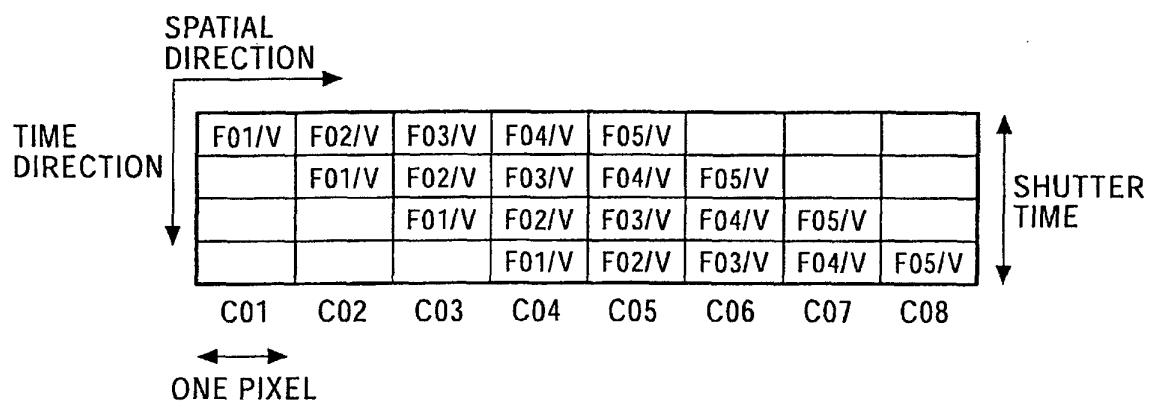 SPATIAL
DIRECTION
TIME
DIRECTION
F01/V F02/V F03/V F04/V F05/V
F01/V F02/V F03/V F04/V F05/V
F01/V F02/V F03/V F04/V F05/V
F01/V F02/V F03/V F04/V F05/V
SHUTTER
TIME
C01 C02 C03 C04 C05 C06 C07 C08
ONE PIXEL